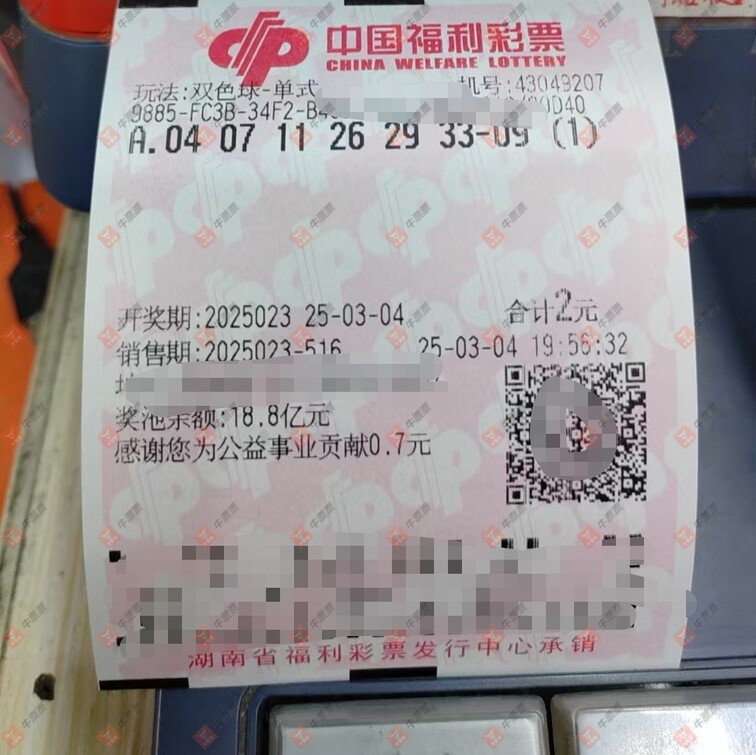 中国福利彩票
CHINA WELFARE LOTTERY
玩法:双色球-单式 机号:43049207
9885-FC3B-34F2-B4
A.04 07 11 26 29 33-09 (1)
开奖期:2025023 25-03-04 合计2元
销售期:2025023-516 25-03-04 19:56:32
奖池余额:18.8亿元
感谢您为公益事业贡献0.7元
湖南省福利彩票发行中心承销